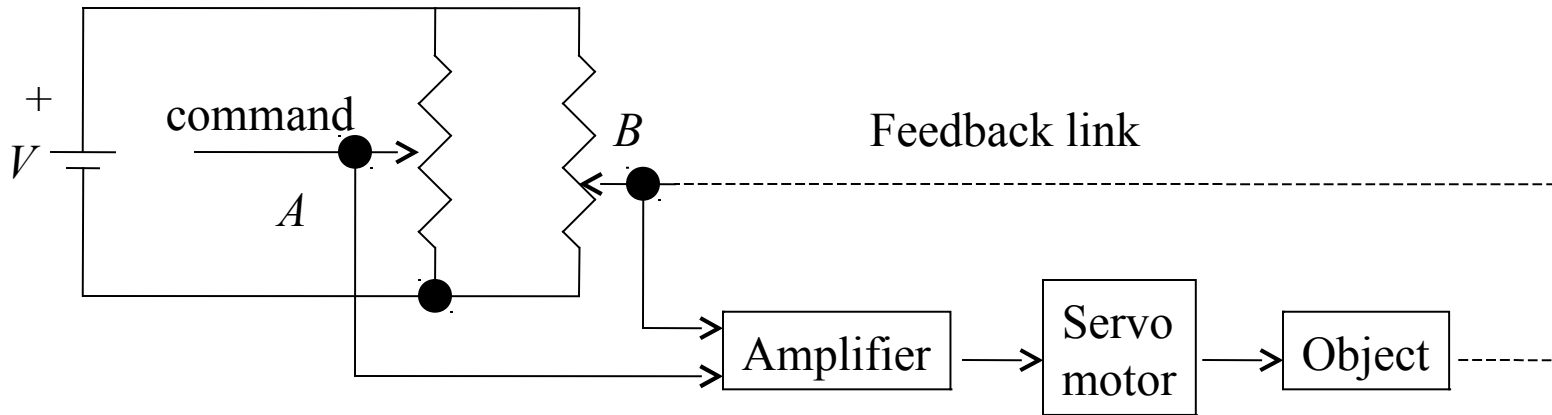 +
V
command
A
B
Feedback link
Amplifier
Servo
motor
Object